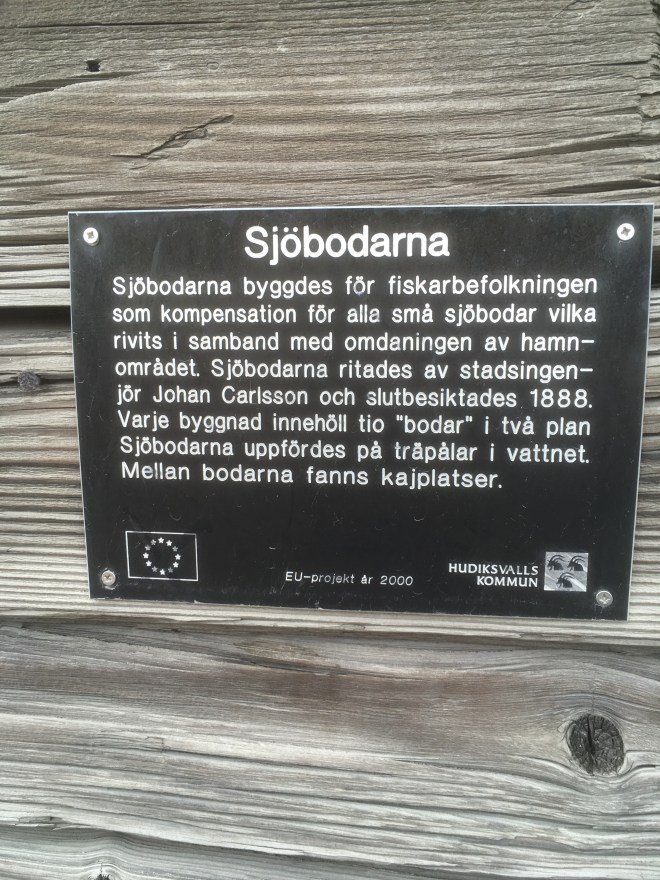 Sjöbodarna
Sjöbodarna byggdes för fiskarbefolkningen
som kompensation för alla små sjöbodar vilka
rivits i samband med omdaningen av hamn-
området. Sjöbodarna ritades av stadsingen-
jör Johan Carlsson och slutbesiktades 1888.
Varje byggnad innehöll tio "bodar" i två plan
Sjöbodarna uppfördes på träpålar i vattnet.
Mellan bodarna fanns kajplatser.
EU-projekt år 2000
HUDIKSVALLS
KOMMUN